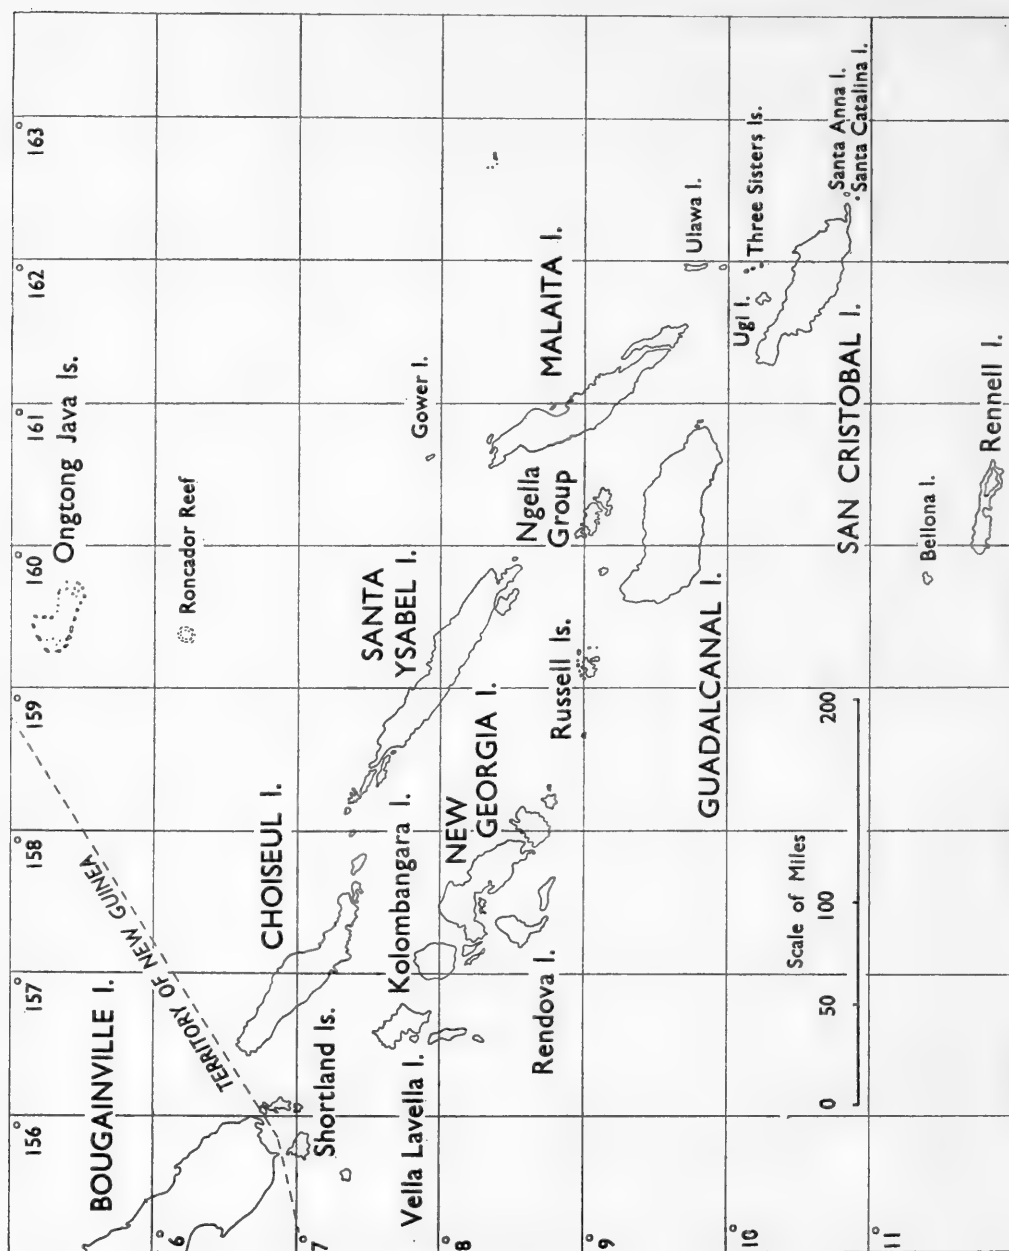 156°
157°
158°
159°
160°
161°
162°
163°
6°
7°
8°
9°
10°
11°
BOUGAINVILLE I.
TERRITORY OF NEW GUINEA
Ongtong Java Is.
Roncador Reef
CHOISEUL I.
Shortland Is.
Vella Lavella I.
Kolombangara I.
NEW
GEORGIA I.
Rendova I.
SANTA
YSABEL I.
Russell Is.
Ngella
Group
Gower I.
MALAITA I.
GUADALCANAL I.
Ulawa I.
Ugi I.
Three Sisters Is.
SAN CRISTOBAL I.
Santa Anna I.
Santa Catalina I.
Bellona I.
Rennell I.
Scale of Miles
0 50 100 200